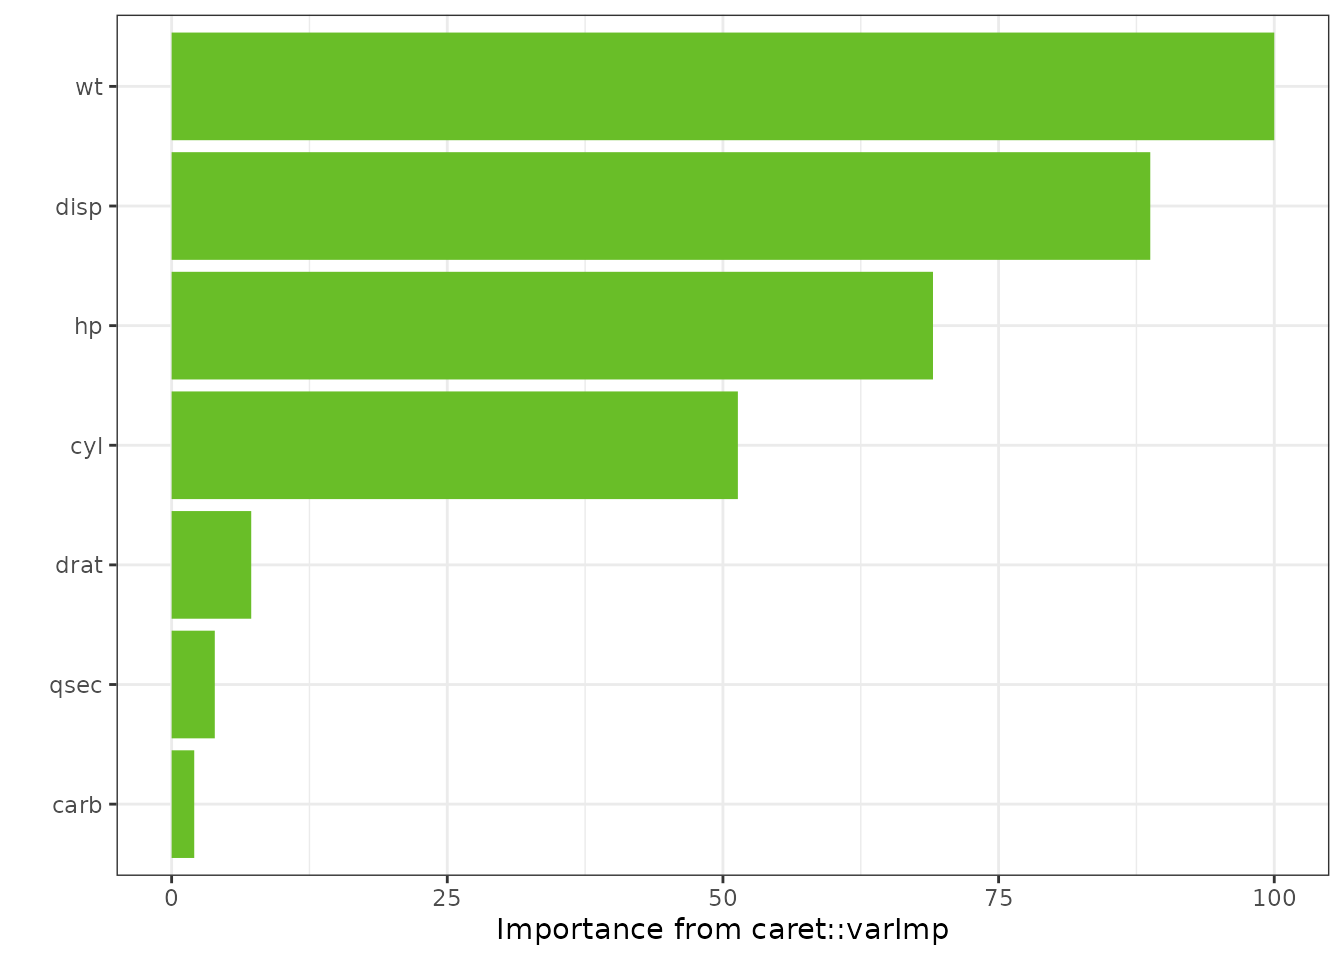 wt
disp
hp
cyl
drat
qsec
carb
0 25 50 75 100
Importance from caret::varImp